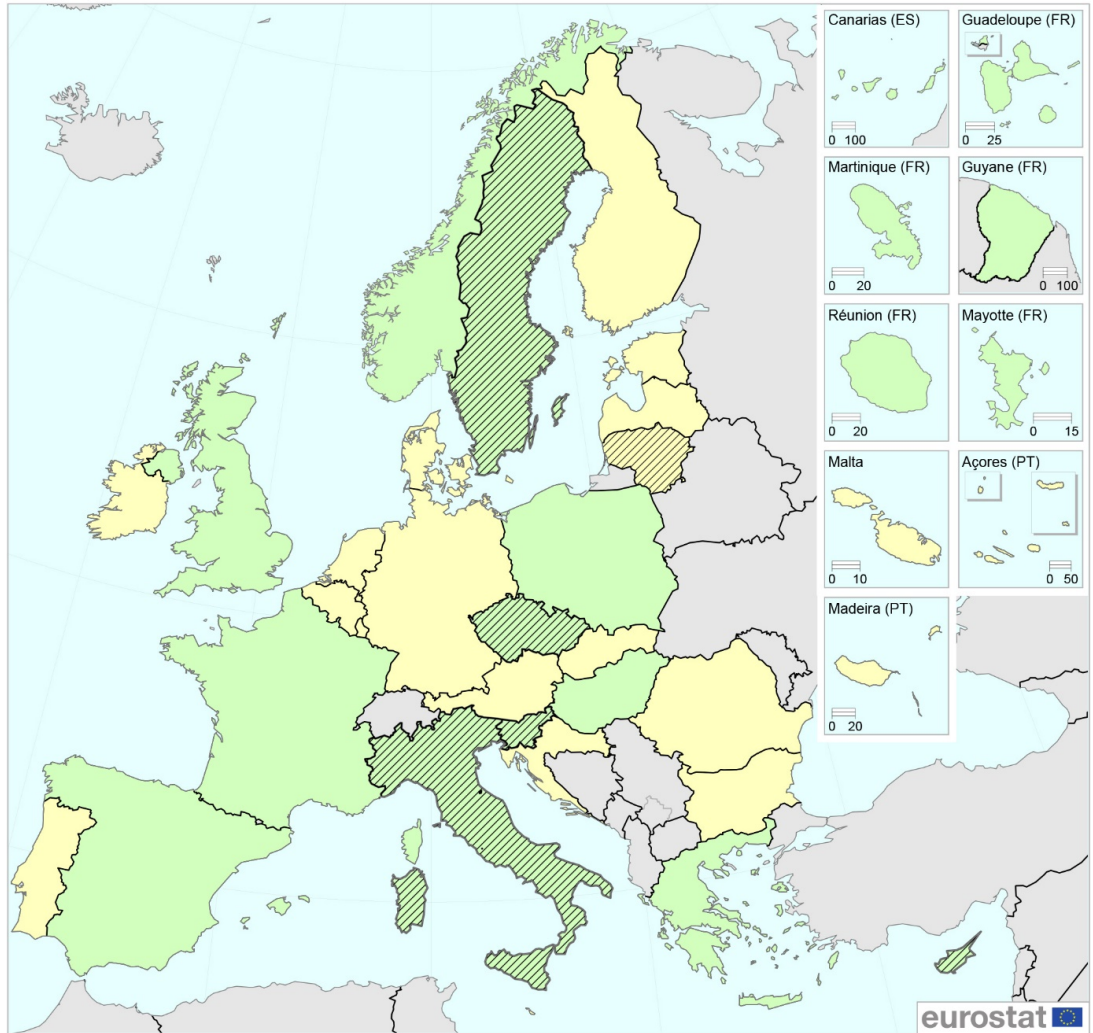 Canarias (ES)
0 100
Guadeloupe (FR)
0 25
Martinique (FR)
0 20
Guyane (FR)
0 100
Réunion (FR)
0 20
Mayotte (FR)
0 15
Malta
0 10
Açores (PT)
0 50
Madeira (PT)
0 20
eurostat